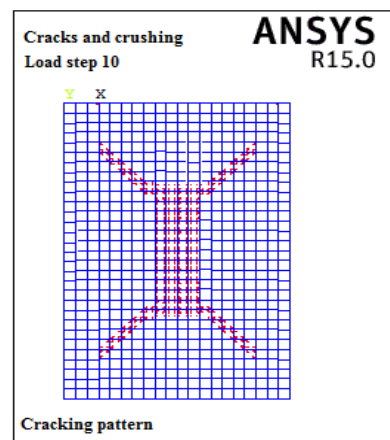 Cracks and crushing
Load step 10
ANSYS
R15.0
Y X
Cracking pattern